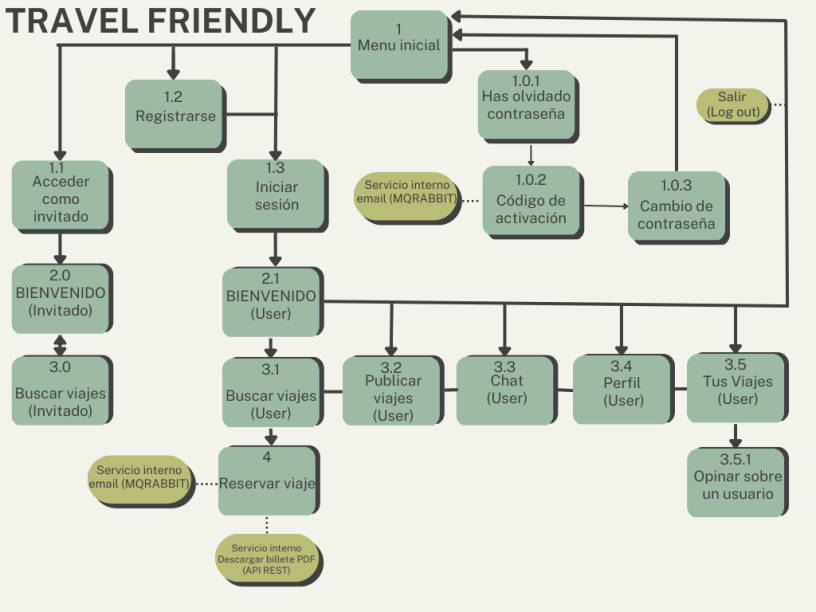 TRAVEL FRIENDLY
1
Menu inicial
1.0.1
Has olvidado
contraseña
1.2
Registrarse
Salir
(Log out)
1.1
Acceder
como
invitado
1.3
Iniciar
sesión
Servicio interno
email (MQRABBIT)
1.0.2
Código de
activación
1.0.3
Cambio de
contraseña
2.0
BIENVENIDO
(Invitado)
2.1
BIENVENIDO
(User)
3.0
Buscar viajes
(Invitado)
3.1
Buscar viajes
(User)
3.2
Publicar
viajes
(User)
3.3
Chat
(User)
3.4
Perfil
(User)
3.5
Tus Viajes
(User)
Servicio interno
email (MQRABBIT)
4
Reservar viaje
3.5.1
Opinar sobre
un usuario
Servicio interno
Descargar billete PDF
(API REST)